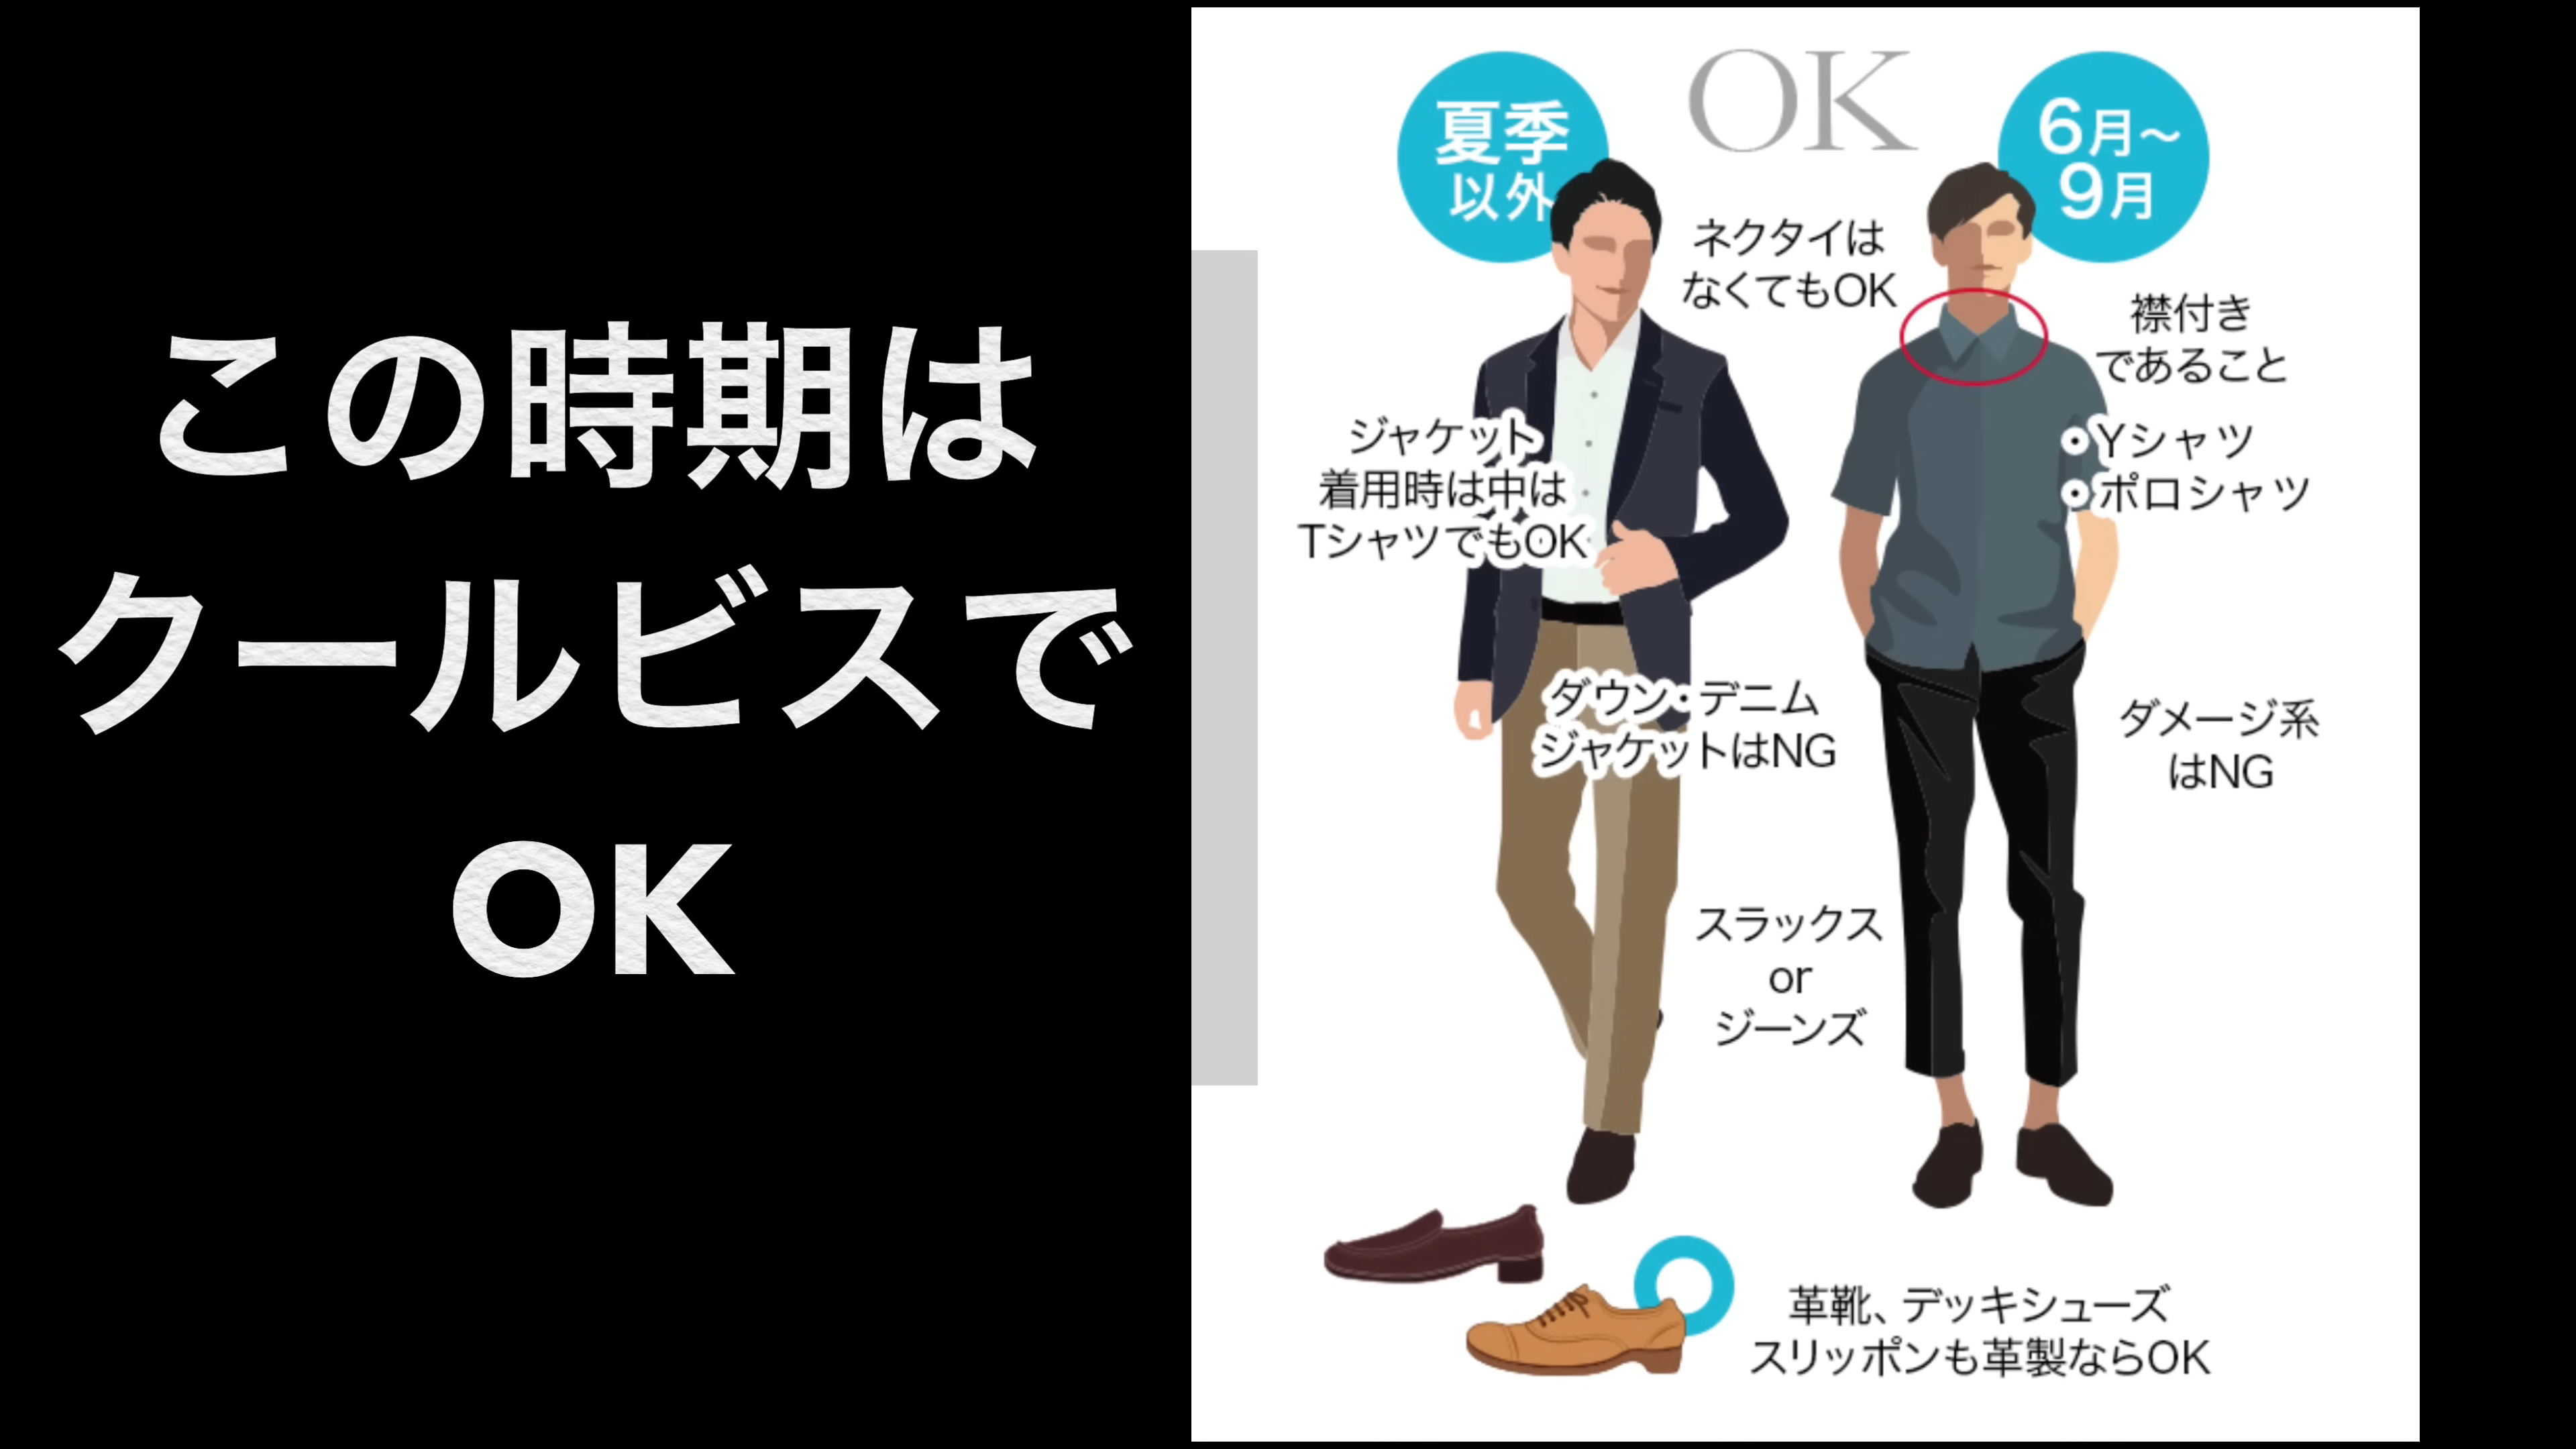 この時期は
クールビスで
OK
OK
夏季
以外
6月〜
9月
ネクタイは
なくてもOK
襟付き
であること
•Yシャツ
•ポロシャツ
ジャケット
着用時は中は
TシャツでもOK
ダウン・デニム
ジャケットはNG
ダメージ系
はNG
スラックス
or
ジーンズ
革靴、デッキシューズ
スリッポンも革製ならOK